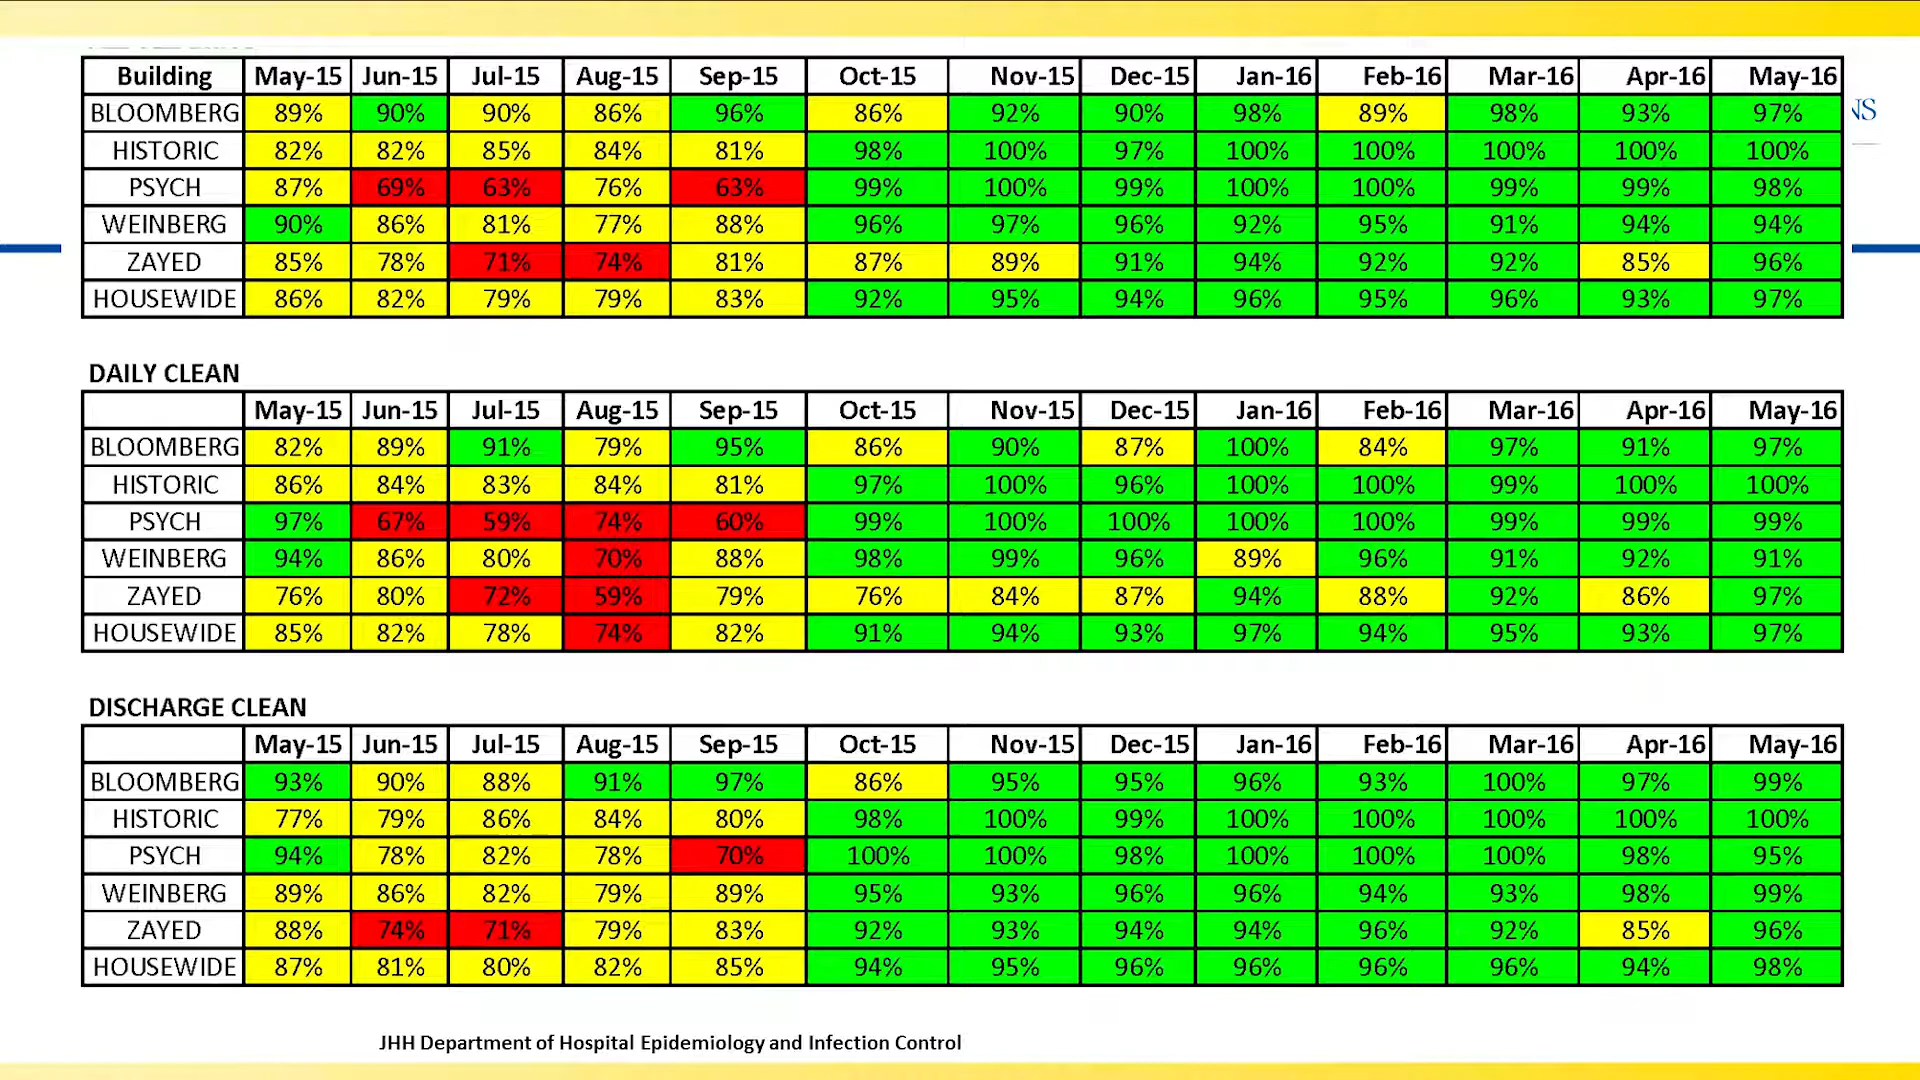 Building May-15 Jun-15 Jul-15 Aug-15 Sep-15 Oct-15 Nov-15 Dec-15 Jan-16 Feb-16 Mar-16 Apr-16 May-16
BLOOMBERG 89% 90% 90% 86% 96% 86% 92% 90% 98% 89% 98% 93% 97%
NS
HISTORIC 82% 82% 85% 84% 81% 98% 100% 97% 100% 100% 100% 100% 100%
PSYCH 87% 69% 63% 76% 63% 99% 100% 99% 100% 100% 99% 99% 98%
WEINBERG 90% 86% 81% 77% 88% 96% 97% 96% 92% 95% 91% 94% 94%
ZAYED 85% 78% 71% 74% 81% 87% 89% 91% 94% 92% 92% 85% 96%
HOUSEWIDE 86% 82% 79% 79% 83% 92% 95% 94% 96% 95% 96% 93% 97%
DAILY CLEAN
May-15 Jun-15 Jul-15 Aug-15 Sep-15 Oct-15 Nov-15 Dec-15 Jan-16 Feb-16 Mar-16 Apr-16 May-16
BLOOMBERG 82% 89% 91% 79% 95% 86% 90% 87% 100% 84% 97% 91% 97%
HISTORIC 86% 84% 83% 84% 81% 97% 100% 96% 100% 100% 99% 100% 100%
PSYCH 97% 67% 59% 74% 60% 99% 100% 100% 100% 100% 99% 99% 99%
WEINBERG 94% 86% 80% 70% 88% 98% 99% 96% 89% 96% 91% 92% 91%
ZAYED 76% 80% 72% 59% 79% 76% 84% 87% 94% 88% 92% 86% 97%
HOUSEWIDE 85% 82% 78% 74% 82% 91% 94% 93% 97% 94% 95% 93% 97%
DISCHARGE CLEAN
May-15 Jun-15 Jul-15 Aug-15 Sep-15 Oct-15 Nov-15 Dec-15 Jan-16 Feb-16 Mar-16 Apr-16 May-16
BLOOMBERG 93% 90% 88% 91% 97% 86% 95% 95% 96% 93% 100% 97% 99%
HISTORIC 77% 79% 86% 84% 80% 98% 100% 99% 100% 100% 100% 100% 100%
PSYCH 94% 78% 82% 78% 70% 100% 100% 98% 100% 100% 100% 98% 95%
WEINBERG 89% 86% 82% 79% 89% 95% 93% 96% 96% 94% 93% 98% 99%
ZAYED 88% 74% 71% 79% 83% 92% 93% 94% 94% 96% 92% 85% 96%
HOUSEWIDE 87% 81% 80% 82% 85% 94% 95% 96% 96% 96% 96% 94% 98%
JHH Department of Hospital Epidemiology and Infection Control